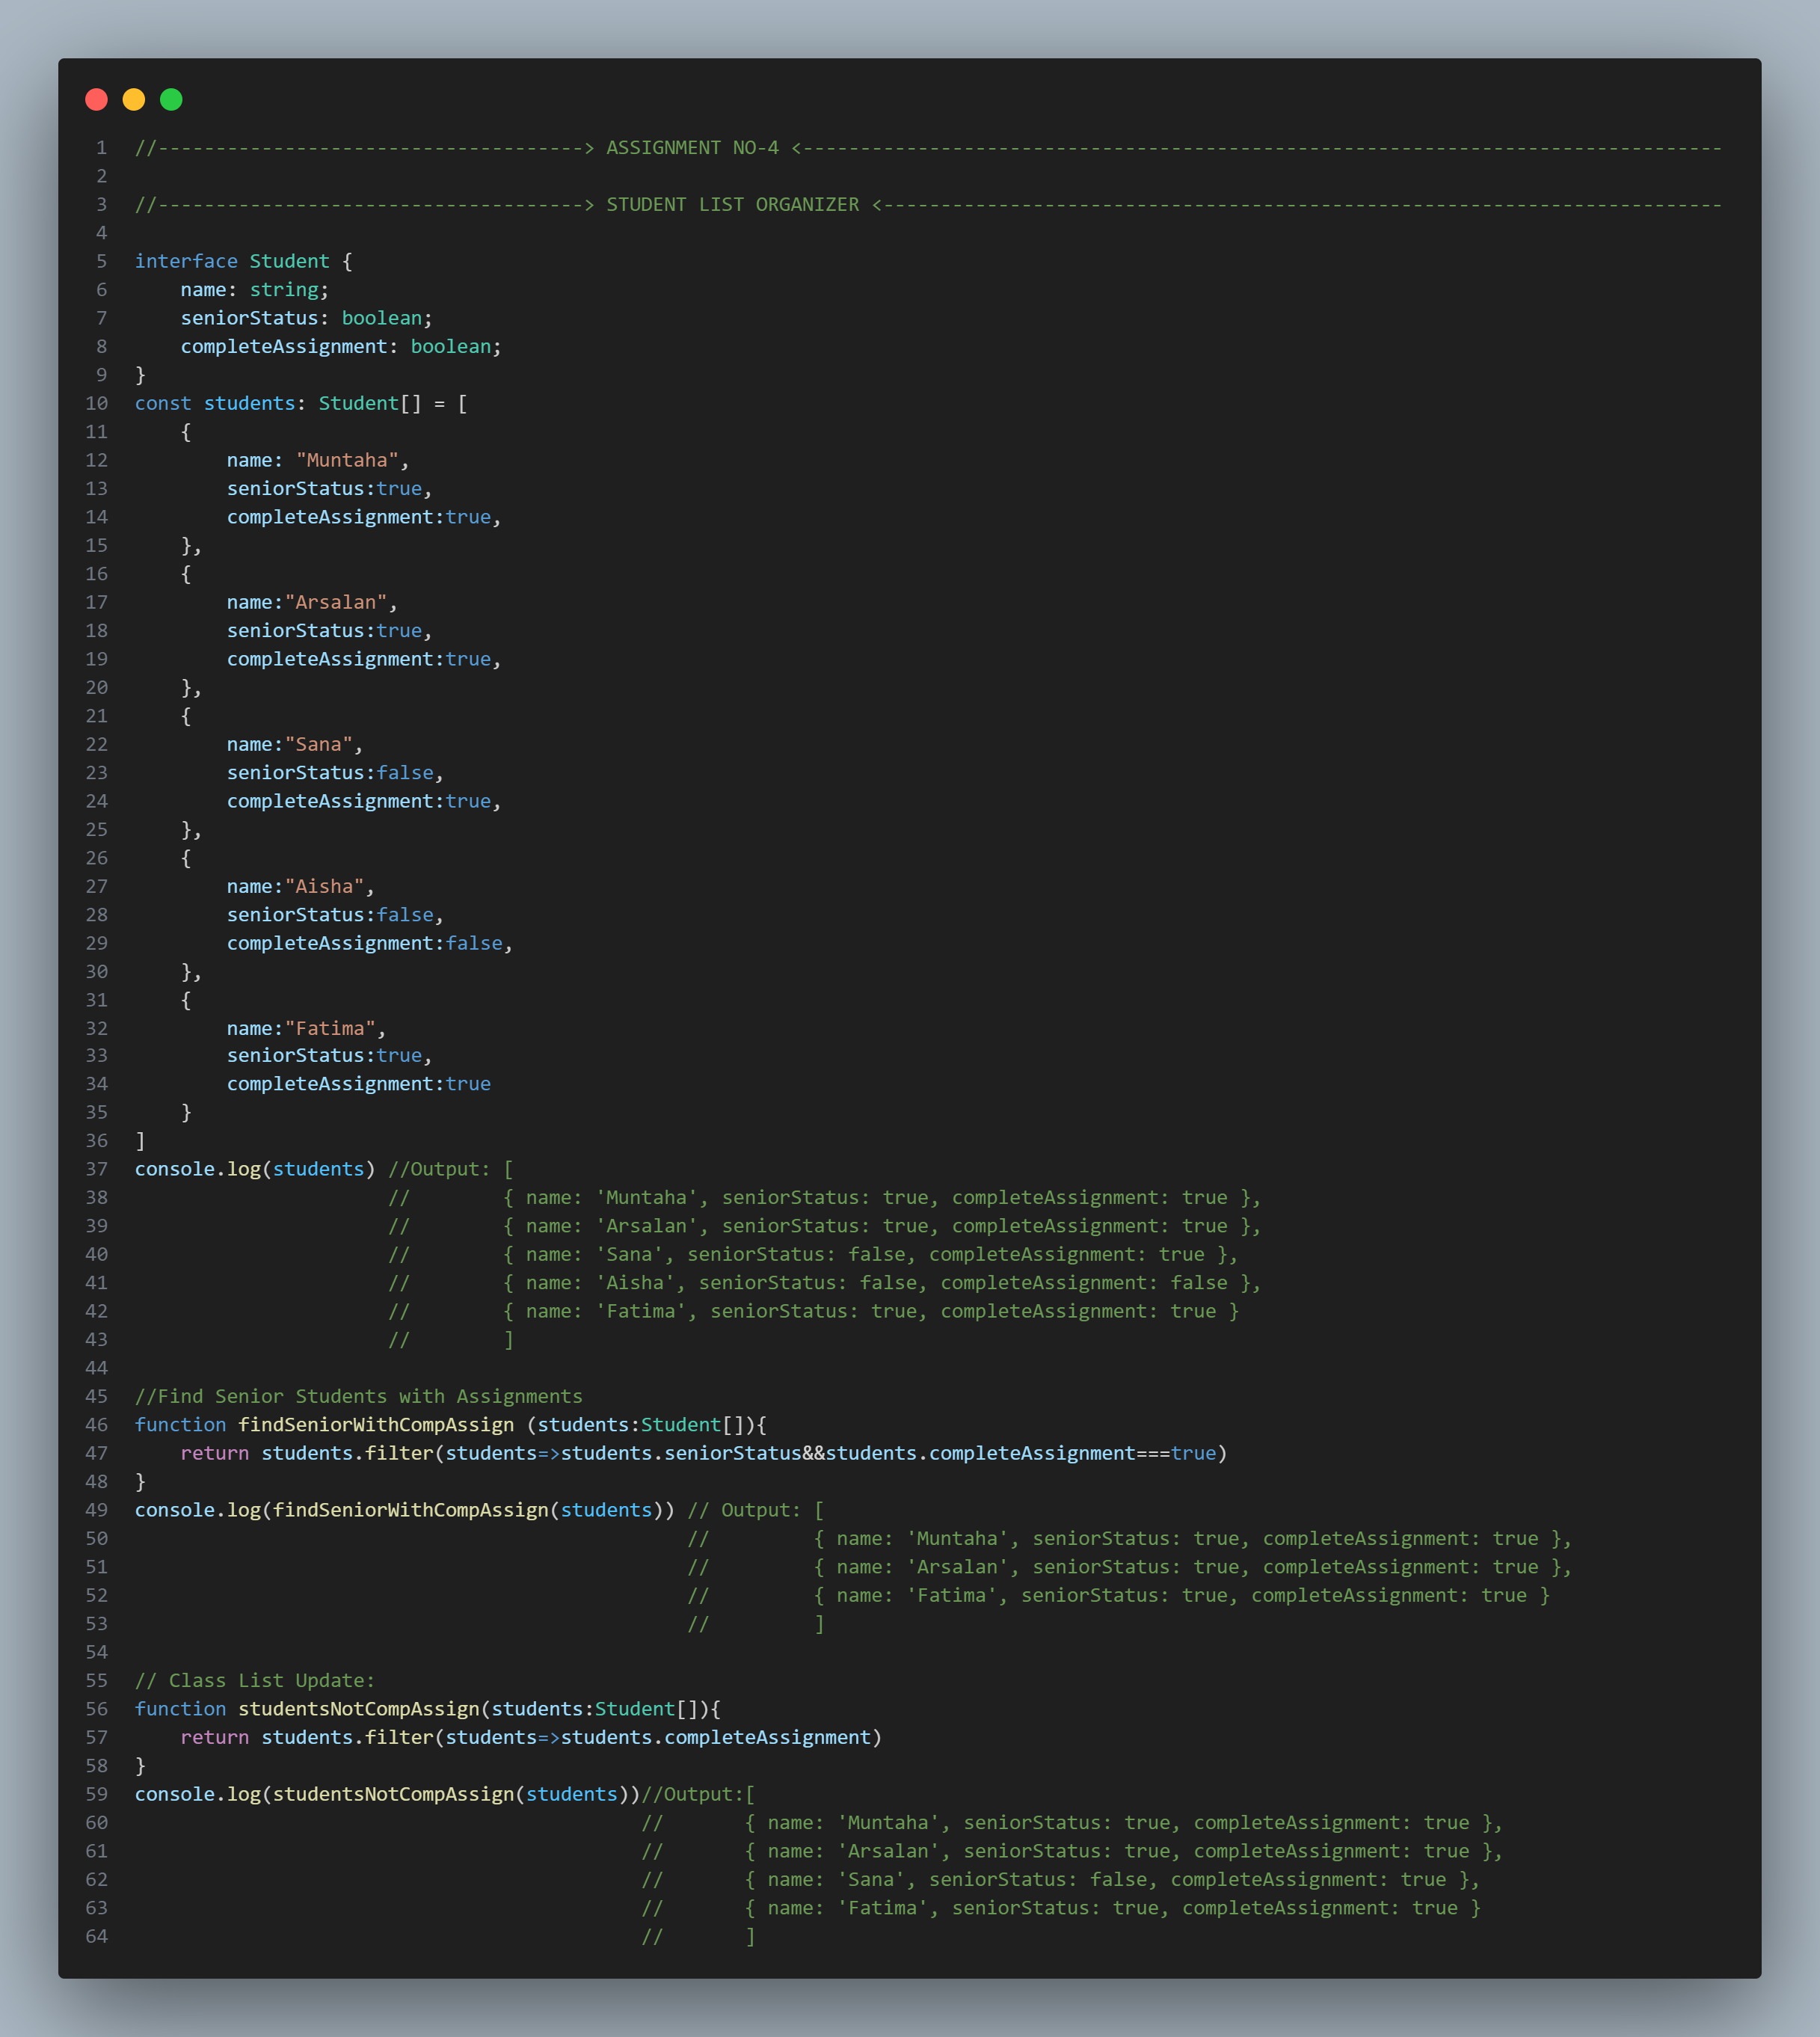 1 //-------------------------------------> ASSIGNMENT NO-4 <--------------------------------------------------------------------------------
2
3 //-------------------------------------> STUDENT LIST ORGANIZER <-------------------------------------------------------------------------
4
5 interface Student {
6     name: string;
7     seniorStatus: boolean;
8     completeAssignment: boolean;
9 }
10 const students: Student[] = [
11     {
12         name: "Muntaha",
13         seniorStatus:true,
14         completeAssignment:true,
15     },
16     {
17         name:"Arsalan",
18         seniorStatus:true,
19         completeAssignment:true,
20     },
21     {
22         name:"Sana",
23         seniorStatus:false,
24         completeAssignment:true,
25     },
26     {
27         name:"Aisha",
28         seniorStatus:false,
29         completeAssignment:false,
30     },
31     {
32         name:"Fatima",
33         seniorStatus:true,
34         completeAssignment:true
35     }
36 ]
37 console.log(students) //Output: [
38                       //        { name: 'Muntaha', seniorStatus: true, completeAssignment: true },
39                       //        { name: 'Arsalan', seniorStatus: true, completeAssignment: true },
40                       //        { name: 'Sana', seniorStatus: false, completeAssignment: true },
41                       //        { name: 'Aisha', seniorStatus: false, completeAssignment: false },
42                       //        { name: 'Fatima', seniorStatus: true, completeAssignment: true }
43                       //        ]
44
45 //Find Senior Students with Assignments
46 function findSeniorWithCompAssign (students:Student[]){
47     return students.filter(students=>students.seniorStatus&&students.completeAssignment===true)
48 }
49 console.log(findSeniorWithCompAssign(students)) // Output: [
50                                                 //         { name: 'Muntaha', seniorStatus: true, completeAssignment: true },
51                                                 //         { name: 'Arsalan', seniorStatus: true, completeAssignment: true },
52                                                 //         { name: 'Fatima', seniorStatus: true, completeAssignment: true }
53                                                 //         ]
54
55 // Class List Update:
56 function studentsNotCompAssign(students:Student[]){
57     return students.filter(students=>students.completeAssignment)
58 }
59 console.log(studentsNotCompAssign(students))//Output:[
60                                             //       { name: 'Muntaha', seniorStatus: true, completeAssignment: true },
61                                             //       { name: 'Arsalan', seniorStatus: true, completeAssignment: true },
62                                             //       { name: 'Sana', seniorStatus: false, completeAssignment: true },
63                                             //       { name: 'Fatima', seniorStatus: true, completeAssignment: true }
64                                             //       ]